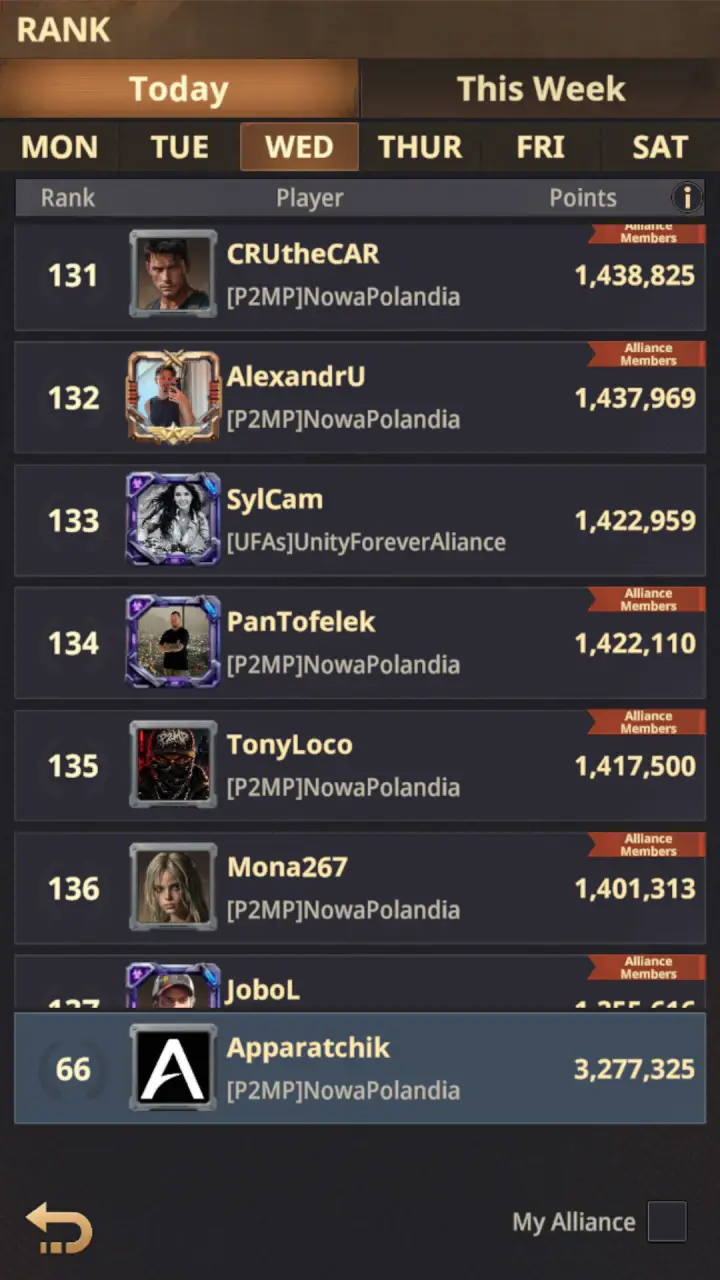 RANK
Today
This Week
MON TUE WED THUR FRI SAT
Rank Player Points i
Alliance
Members
131 CRUtheCAR 1,438,825
[P2MP]NowaPolandia
Alliance
Members
132 AlexandrU 1,437,969
[P2MP]NowaPolandia
133 SylCam 1,422,959
[UFAs]UnityForeverAliance
Alliance
Members
134 PanTofelek 1,422,110
[P2MP]NowaPolandia
Alliance
Members
135 TonyLoco 1,417,500
[P2MP]NowaPolandia
Alliance
Members
136 Mona267 1,401,313
[P2MP]NowaPolandia
Alliance
Members
JoboL
66 Apparatchik 3,277,325
[P2MP]NowaPolandia
My Alliance